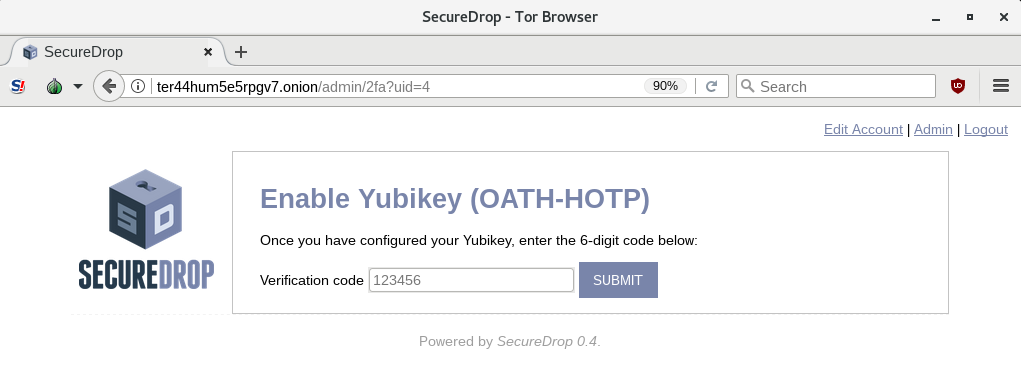 SecureDrop - Tor Browser
SecureDrop
ter44hum5e5rpgv7.onion/admin/2fa?uid=4
90%
Search
Edit Account | Admin | Logout
SD
SECUREDROP
Enable Yubikey (OATH-HOTP)
Once you have configured your Yubikey, enter the 6-digit code below:
Verification code 123456 SUBMIT
Powered by SecureDrop 0.4.